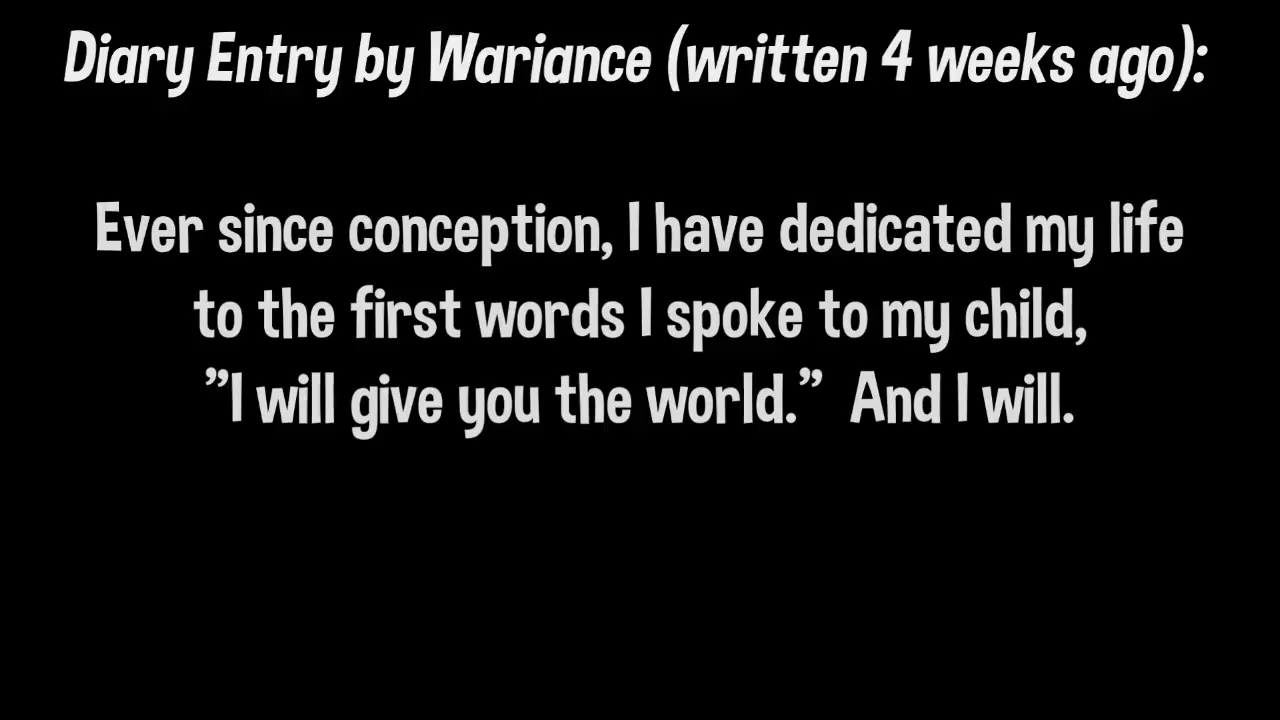 Diary Entry by Wariance (written 4 weeks ago):
Ever since conception, I have dedicated my life
to the first words I spoke to my child,
”I will give you the world.”  And I will.